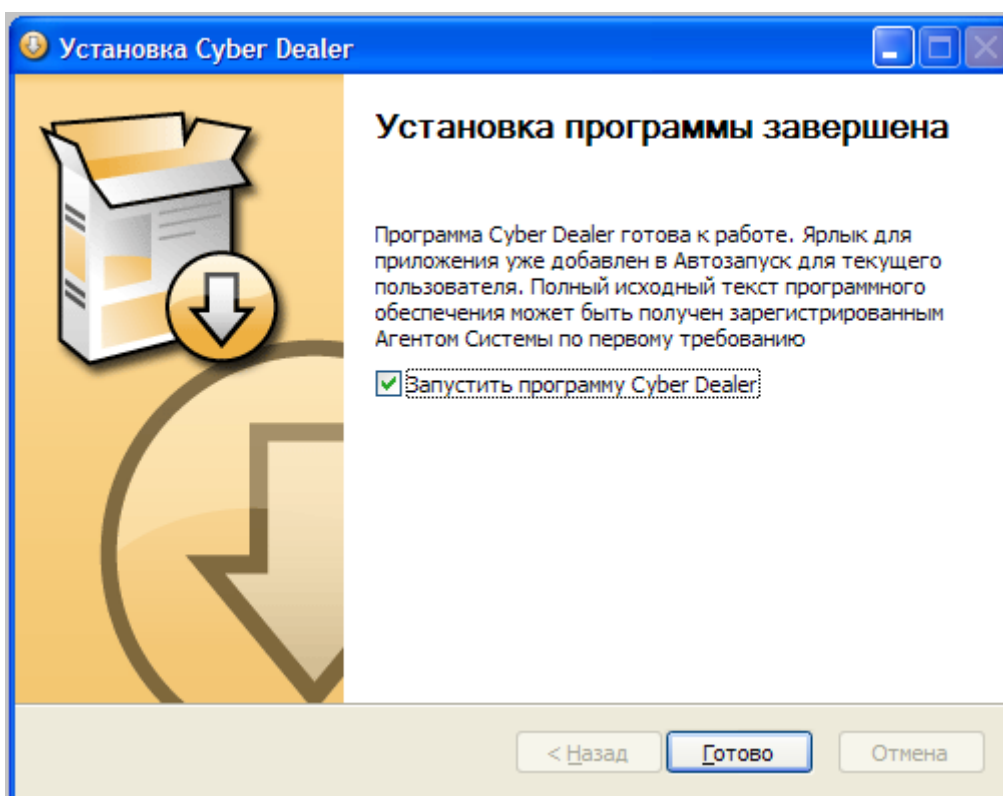 Установка Cyber Dealer
Установка программы завершена
Программа Cyber Dealer готова к работе. Ярлык для
приложения уже добавлен в Автозапуск для текущего
пользователя. Полный исходный текст программного
обеспечения может быть получен зарегистрированным
Агентом Системы по первому требованию
Запустить программу Cyber Dealer
< Назад Готово Отмена